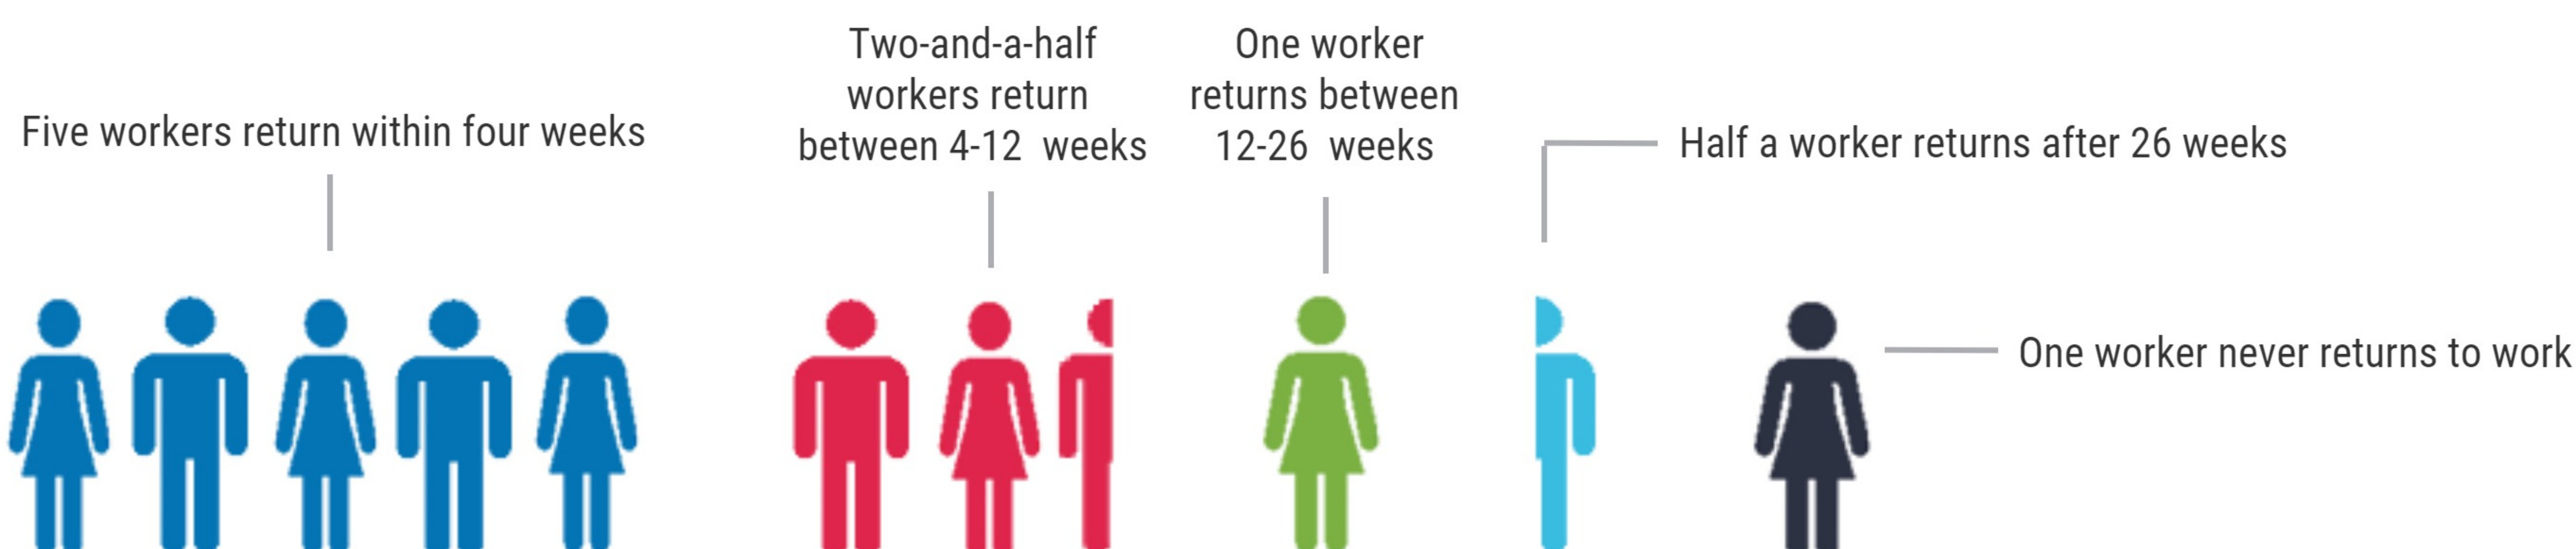 Five workers return within four weeks
Two-and-a-half
workers return
between 4-12 weeks
One worker
returns between
12-26 weeks
Half a worker returns after 26 weeks
One worker never returns to work